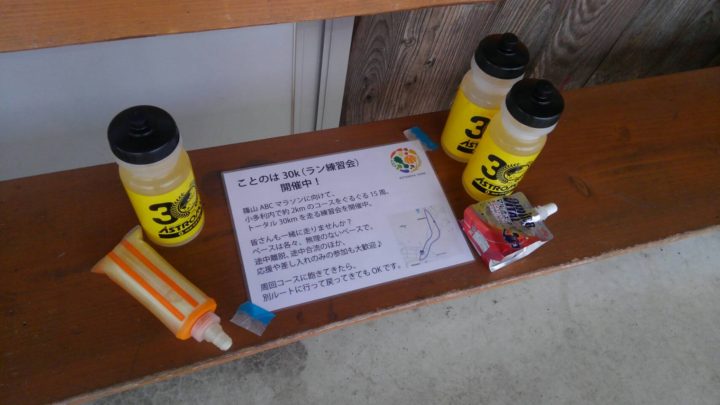 ことのは 30k（ラン練習会）
開催中！
篠山 ABC マラソンに向けて、
小多利内で約2kmのコースをぐるぐる 15 周、
トータル 30km を走る練習会を開催中。
皆さんも一緒に走りませんか？
ペースは各々、無理のないペースで、
途中離脱、途中合流のほか、
応援や差し入れのみの参加も大歓迎♪
周回コースに飽きてきたら、
別ルートに行って戻ってきても OK です。
30
30
30